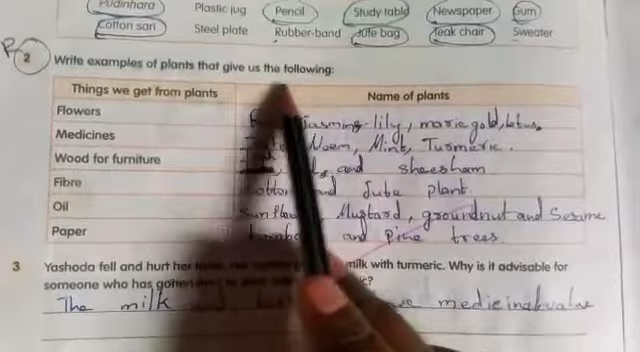 Pudinhara Plastic jug Pencil Study table Newspaper Gum
Cotton sari Steel plate Rubber-band Jute bag Teak chair Sweater
R 2 Write examples of plants that give us the following:
Things we get from plants Name of plants
Flowers Jasmine, lily, marie gold, lotus,
Medicines Neem, Mint, Turmeric.
Wood for furniture and sheesham
Fibre and Jute plant
Oil Mustard, groundnut and Sesame
Paper and pine trees.
3 Yashoda fell and hurt her milk with turmeric. Why is it advisable for
someone who has
The milk medicinal value